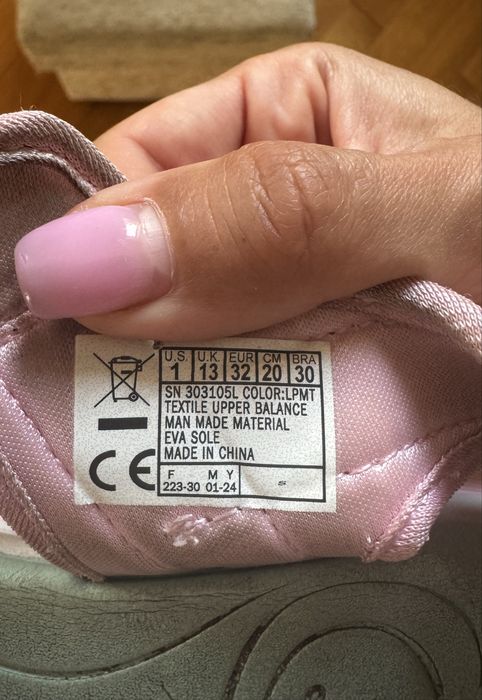 U.S. U.K. EUR CM BRA
1 13 32 20 30
SN 303105L COLOR:LPMT
TEXTILE UPPER BALANCE
MAN MADE MATERIAL
EVA SOLE
MADE IN CHINA
CE
F M Y
223-30 01-24